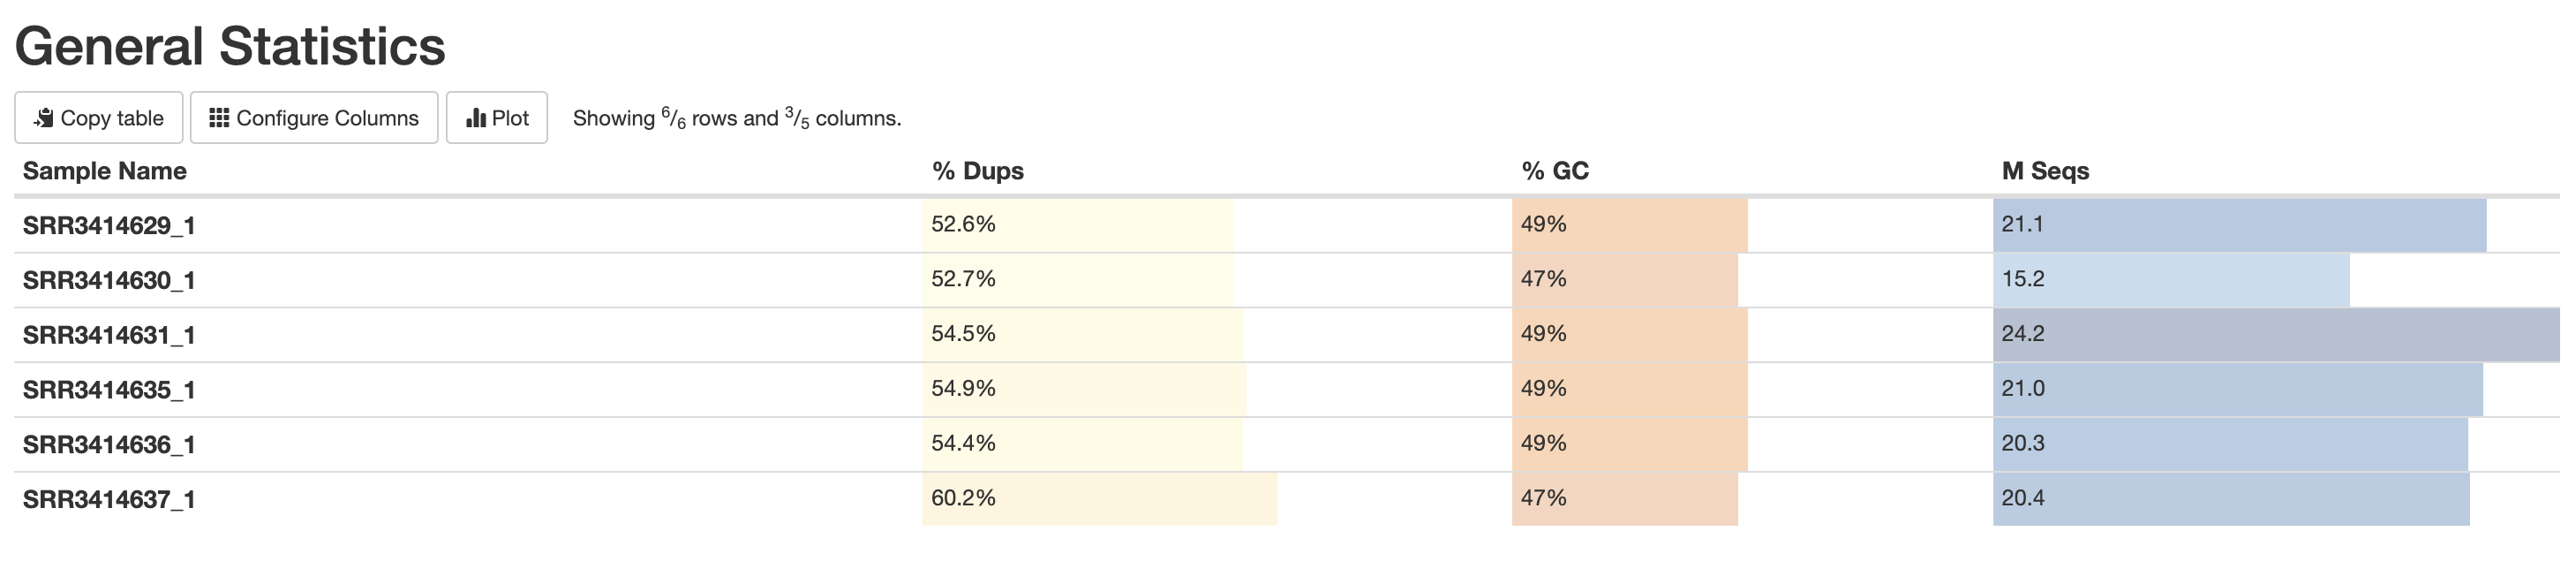 General Statistics
Copy table Configure Columns Plot Showing 6/6 rows and 3/5 columns.
Sample Name % Dups % GC M Seqs
SRR3414629_1 52.6% 49% 21.1
SRR3414630_1 52.7% 47% 15.2
SRR3414631_1 54.5% 49% 24.2
SRR3414635_1 54.9% 49% 21.0
SRR3414636_1 54.4% 49% 20.3
SRR3414637_1 60.2% 47% 20.4